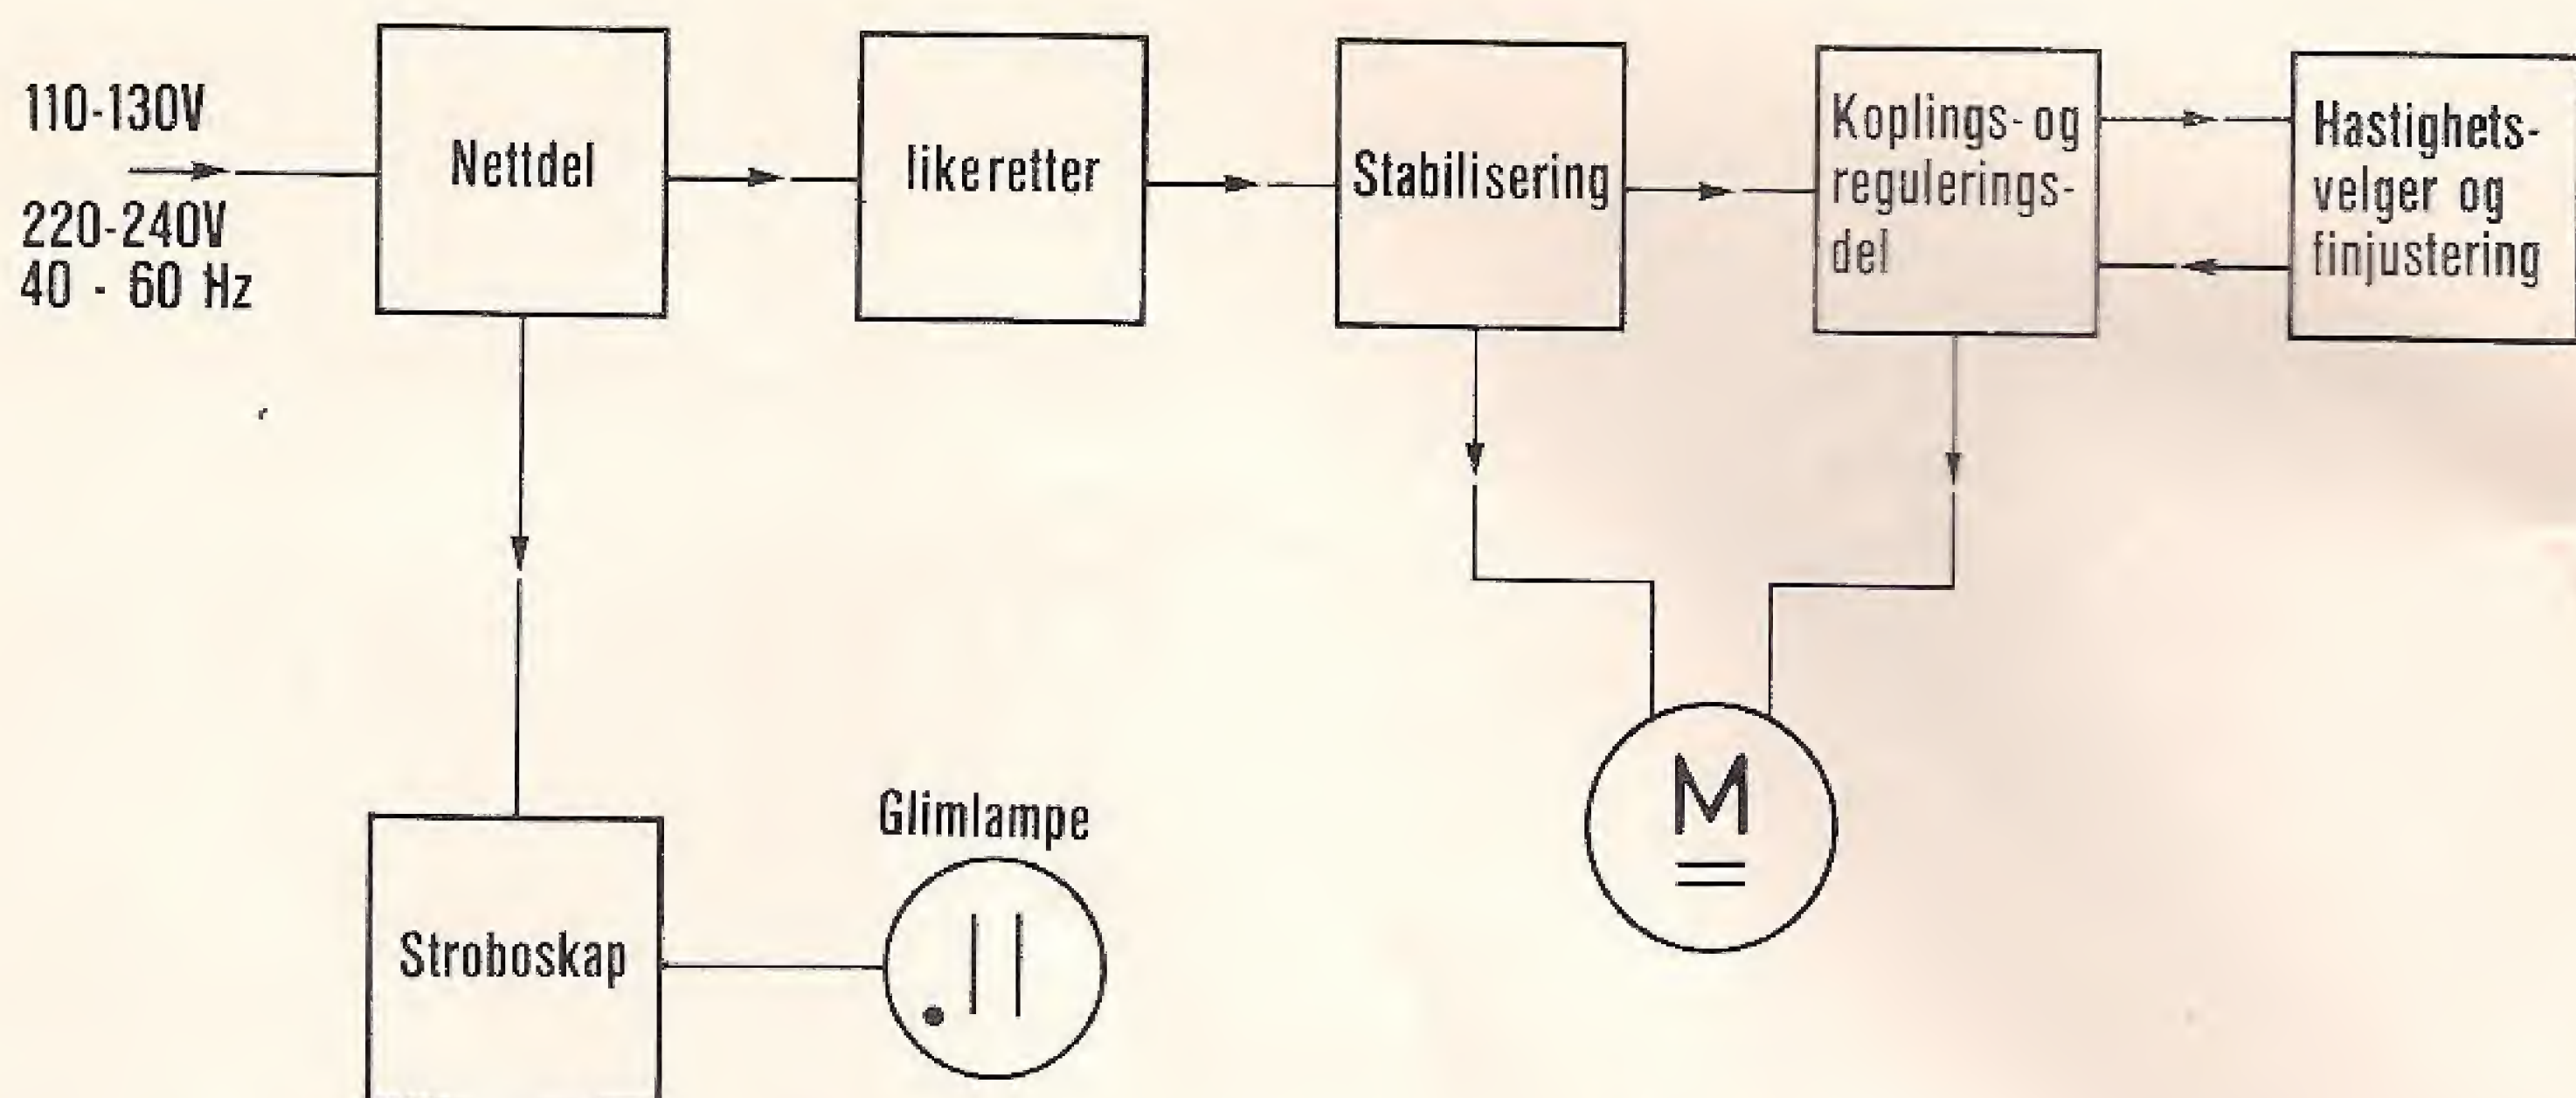 110-130V
220-240V
40 - 60 Hz
Nettdel
likeretter
Stabilisering
Koplings- og
regulerings-
del
Hastighets-
velger og
finjustering
Stroboskap
Glimlampe
M